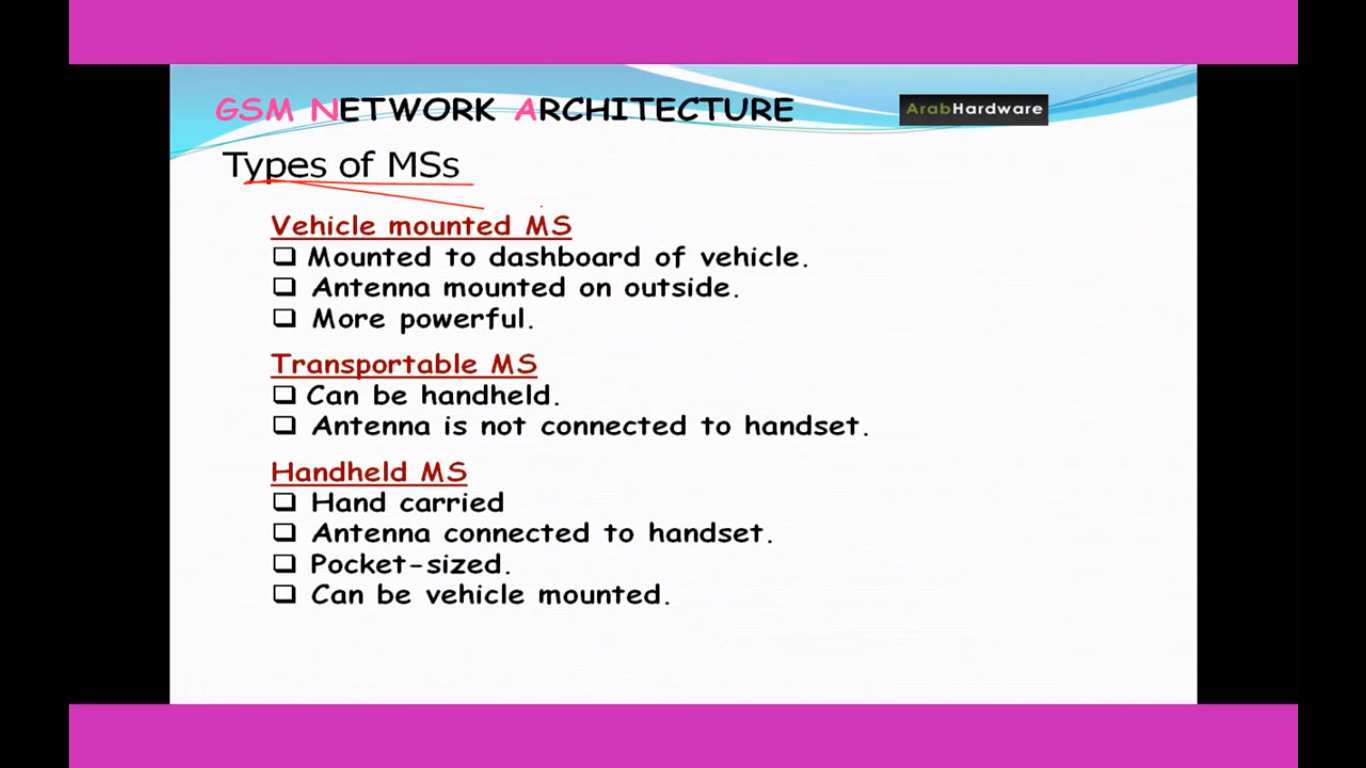 GSM NETWORK ARCHITECTURE
ArabHardware
Types of MSs
Vehicle mounted MS
❑ Mounted to dashboard of vehicle.
❑ Antenna mounted on outside.
❑ More powerful.
Transportable MS
❑ Can be handheld.
❑ Antenna is not connected to handset.
Handheld MS
❑ Hand carried
❑ Antenna connected to handset.
❑ Pocket-sized.
❑ Can be vehicle mounted.